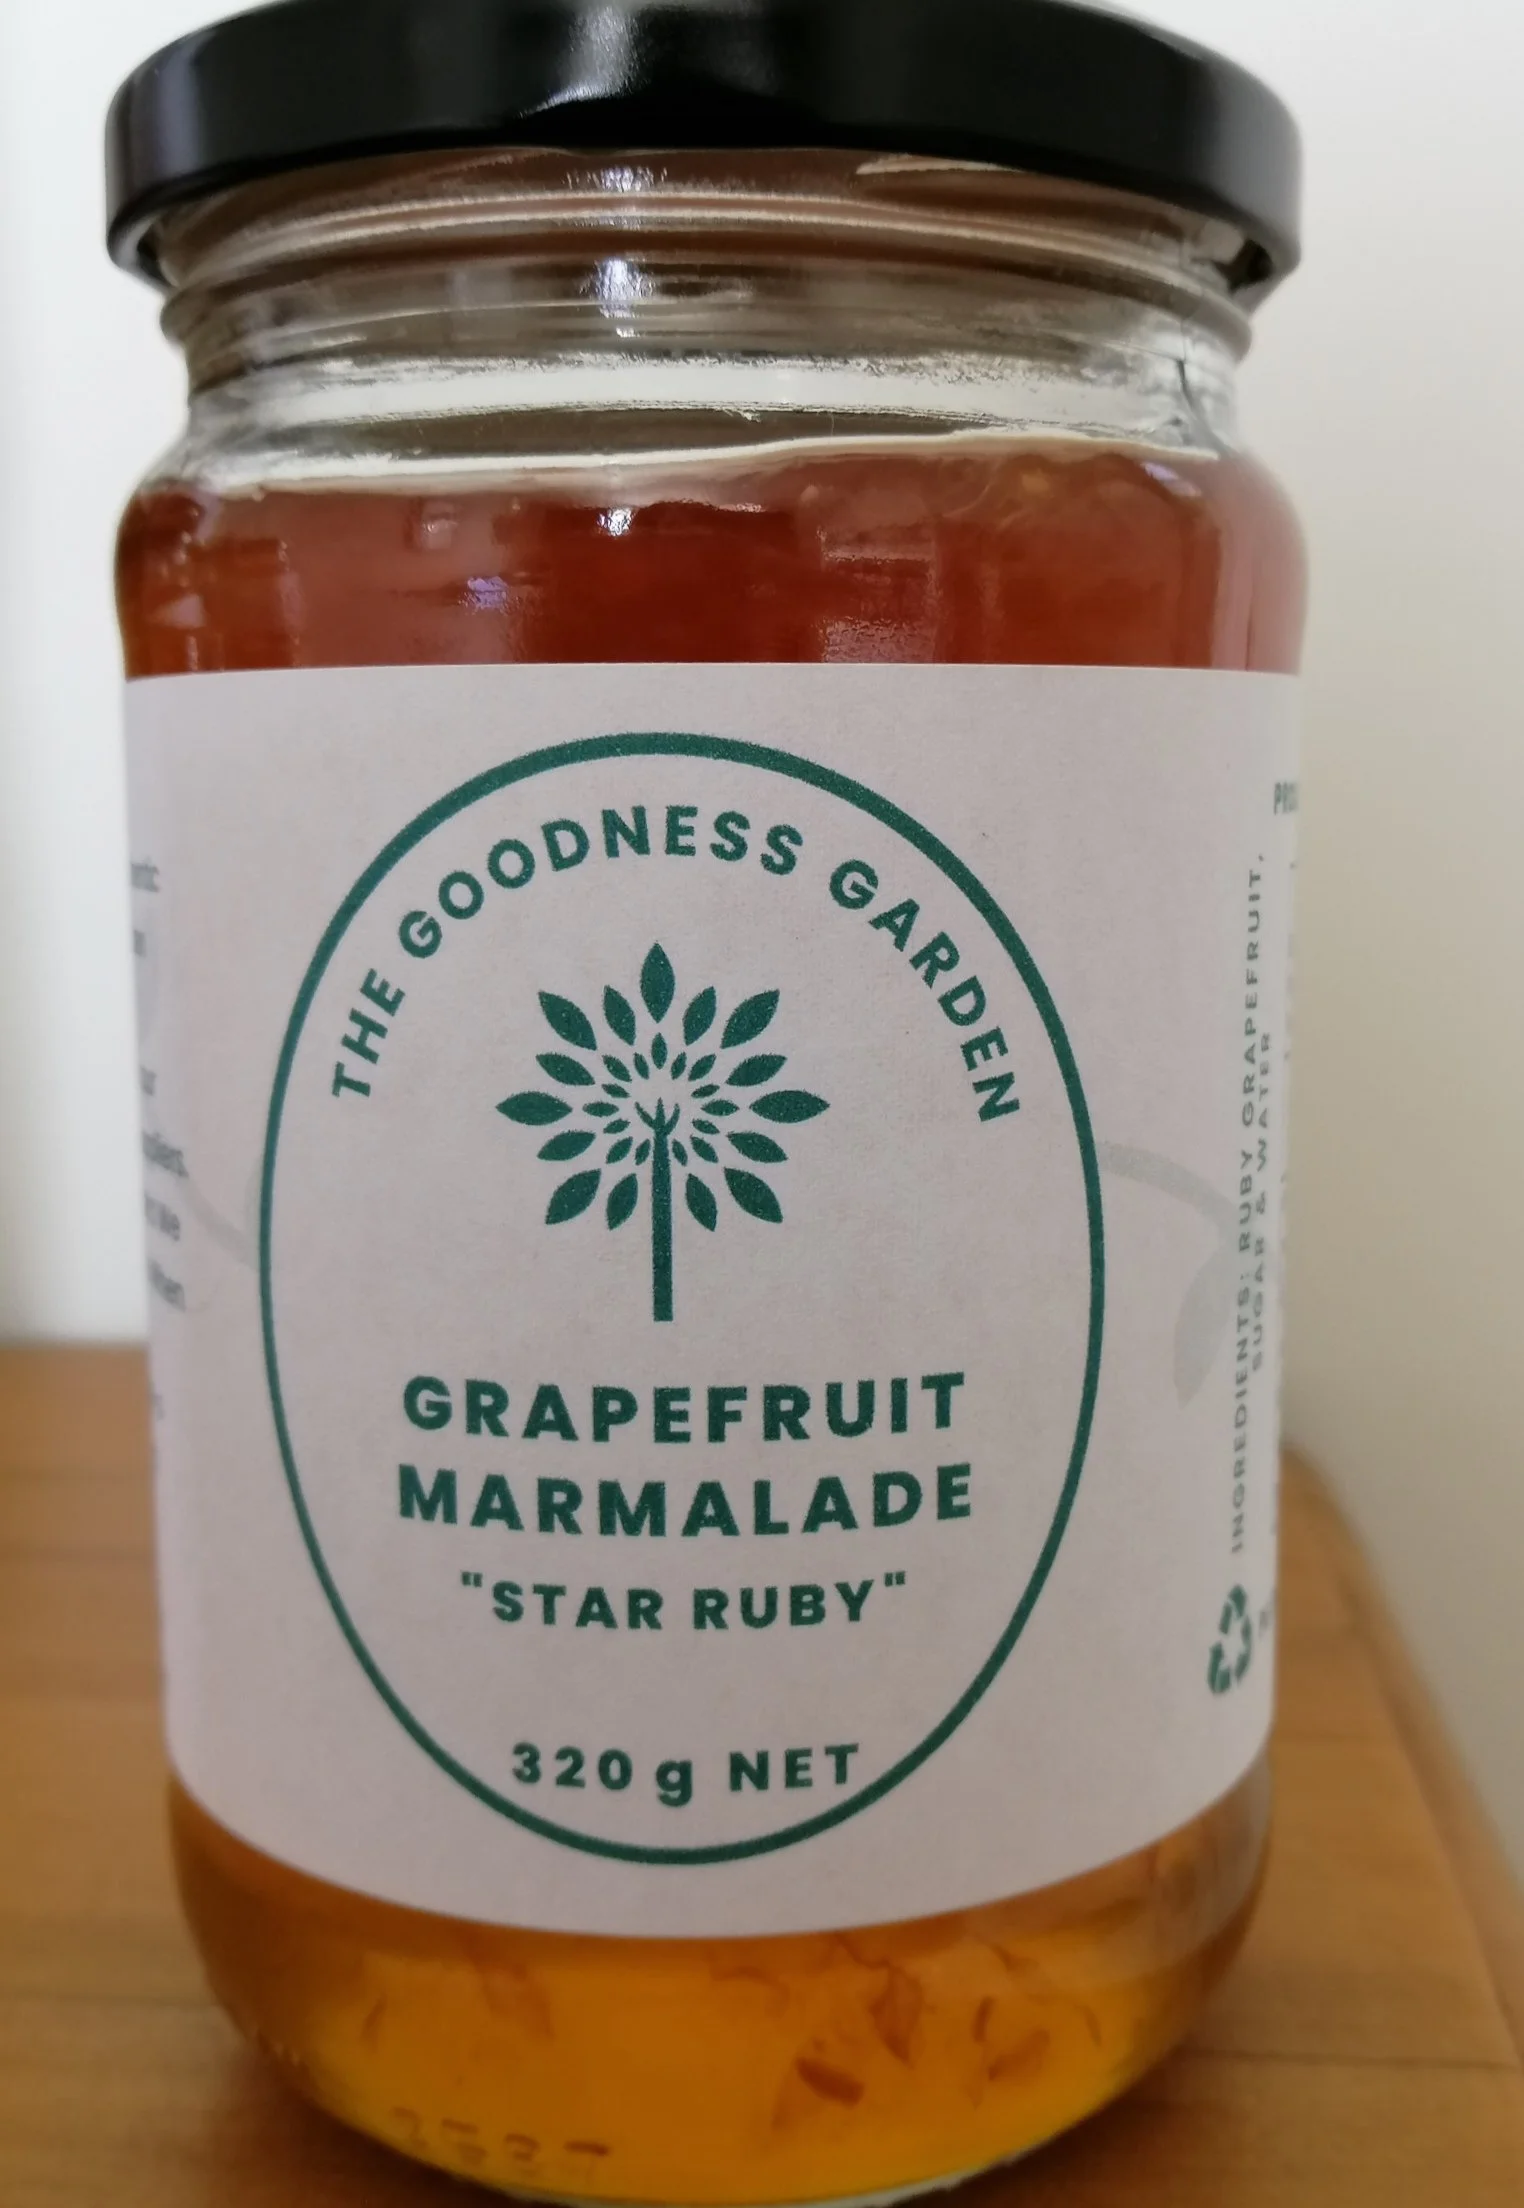 THE GOODNESS GARDEN
GRAPEFRUIT
MARMALADE
"STAR RUBY"
320 g NET
INGREDIENTS: RUBY GRAPEFRUIT,
SUGAR & WATER